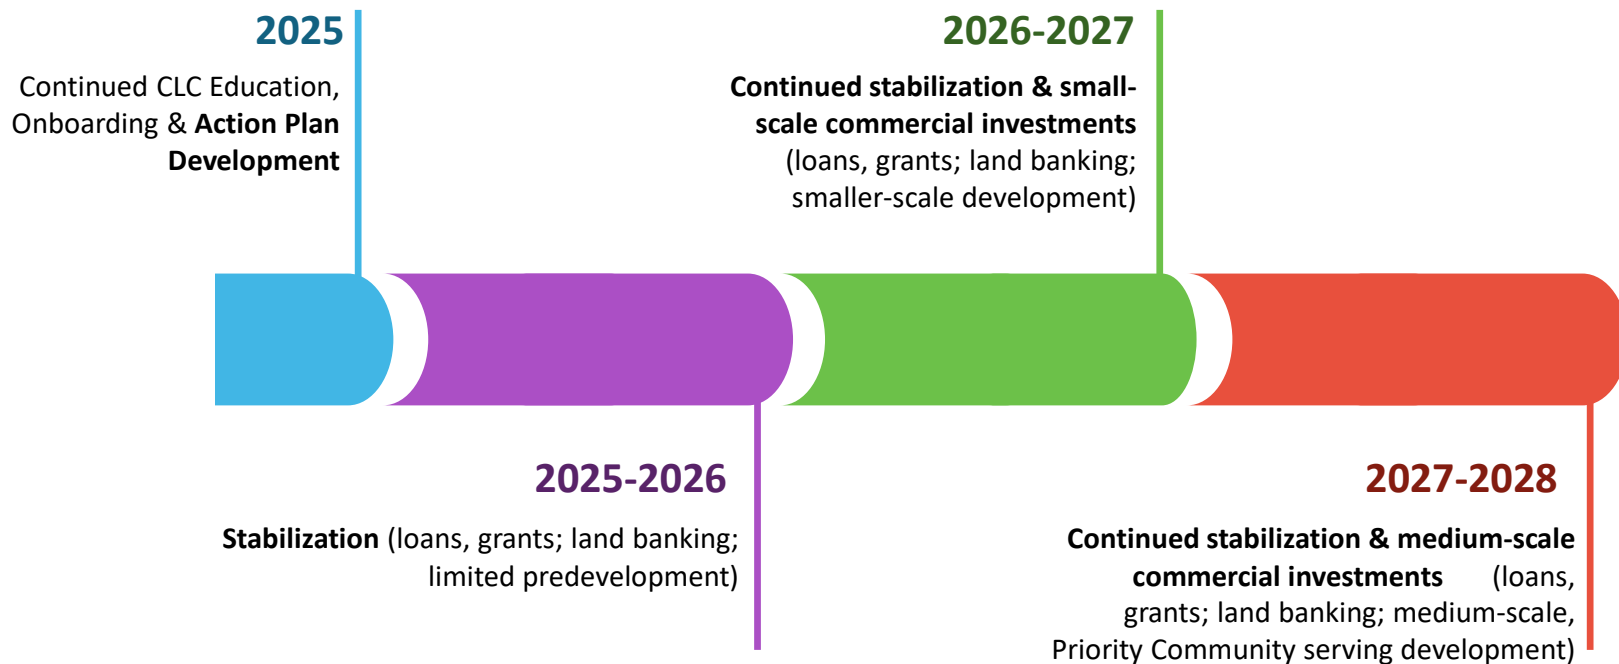 2025
Continued CLC Education,
Onboarding & Action Plan
Development
2026-2027
Continued stabilization & small-
scale commercial investments
(loans, grants; land banking;
smaller-scale development)
2025-2026
Stabilization (loans, grants; land banking;
limited predevelopment)
2027-2028
Continued stabilization & medium-scale
commercial investments (loans,
grants; land banking; medium-scale,
Priority Community serving development)